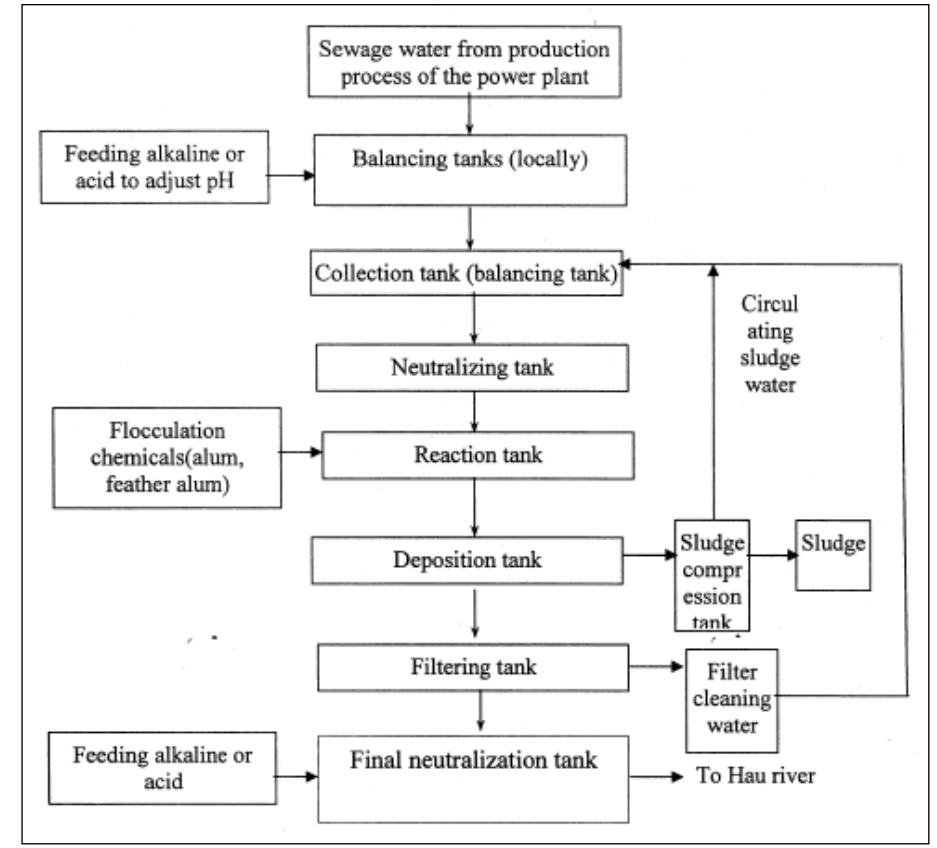 Sewage water from production
process of the power plant
Feeding alkaline or
acid to adjust pH
Balancing tanks (locally)
Collection tank (balancing tank)
Circul
ating
sludge
water
Neutralizing tank
Flocculation
chemicals(alum,
feather alum)
Reaction tank
Deposition tank
Sludge
compr
ession
tank
Sludge
Filtering tank
Filter
cleaning
water
Feeding alkaline or
acid
Final neutralization tank
To Hau river